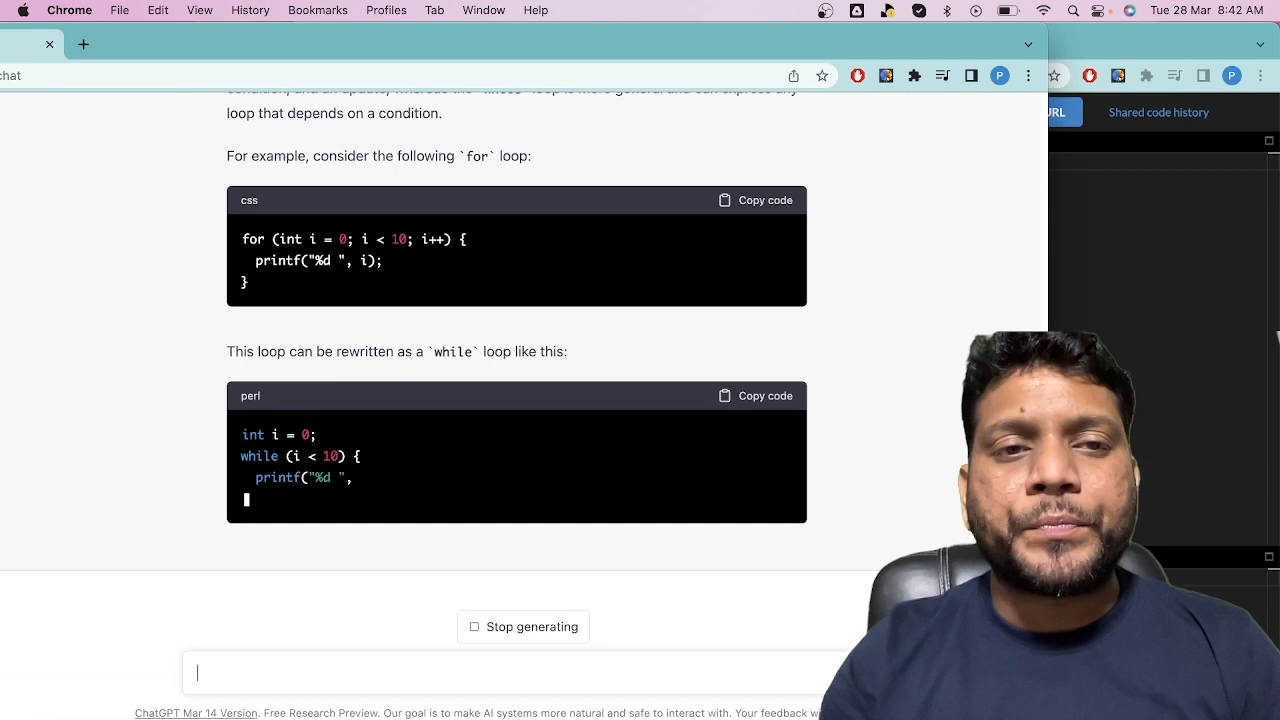 Chrome File Edit View History Bookmarks Profiles Tab Window Help Tue 28 Mar 8:42 AM
chat
P
P
URL Shared code history
loop that depends on a condition.
For example, consider the following `for` loop:
css Copy code
for (int i = 0; i < 10; i++) {
printf("%d ", i);
}
This loop can be rewritten as a `while` loop like this:
perl Copy code
int i = 0;
while (i < 10) {
printf("%d ",
Stop generating
ChatGPT Mar 14 Version. Free Research Preview. Our goal is to make AI systems more natural and safe to interact with. Your feedback